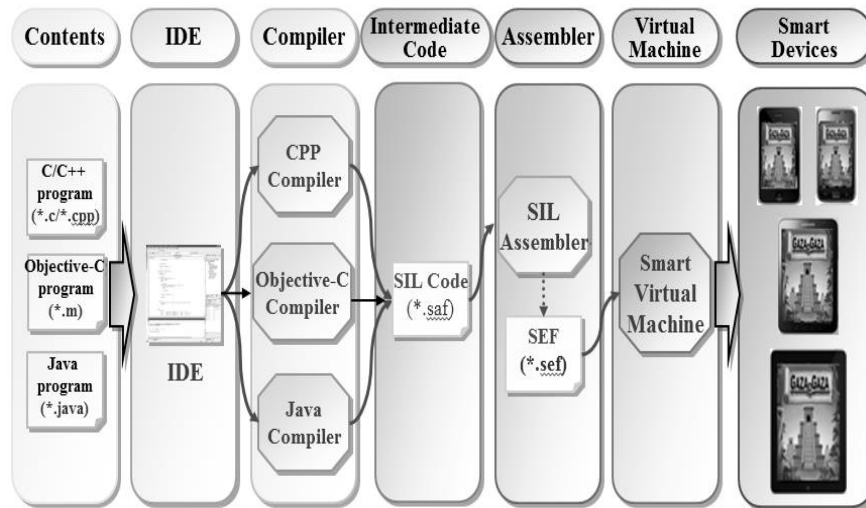 Contents
IDE
Compiler
Intermediate
Code
Assembler
Virtual
Machine
Smart
Devices
C/C++
program
(*.c/*.cpp)
Objective-C
program
(*.m)
Java
program
(*.java)
IDE
CPP
Compiler
Objective-C
Compiler
Java
Compiler
SIL Code
(*.saf)
SIL
Assembler
SEF
(*.sef)
Smart
Virtual
Machine
GAZA-GAZA
GAZA-GAZA